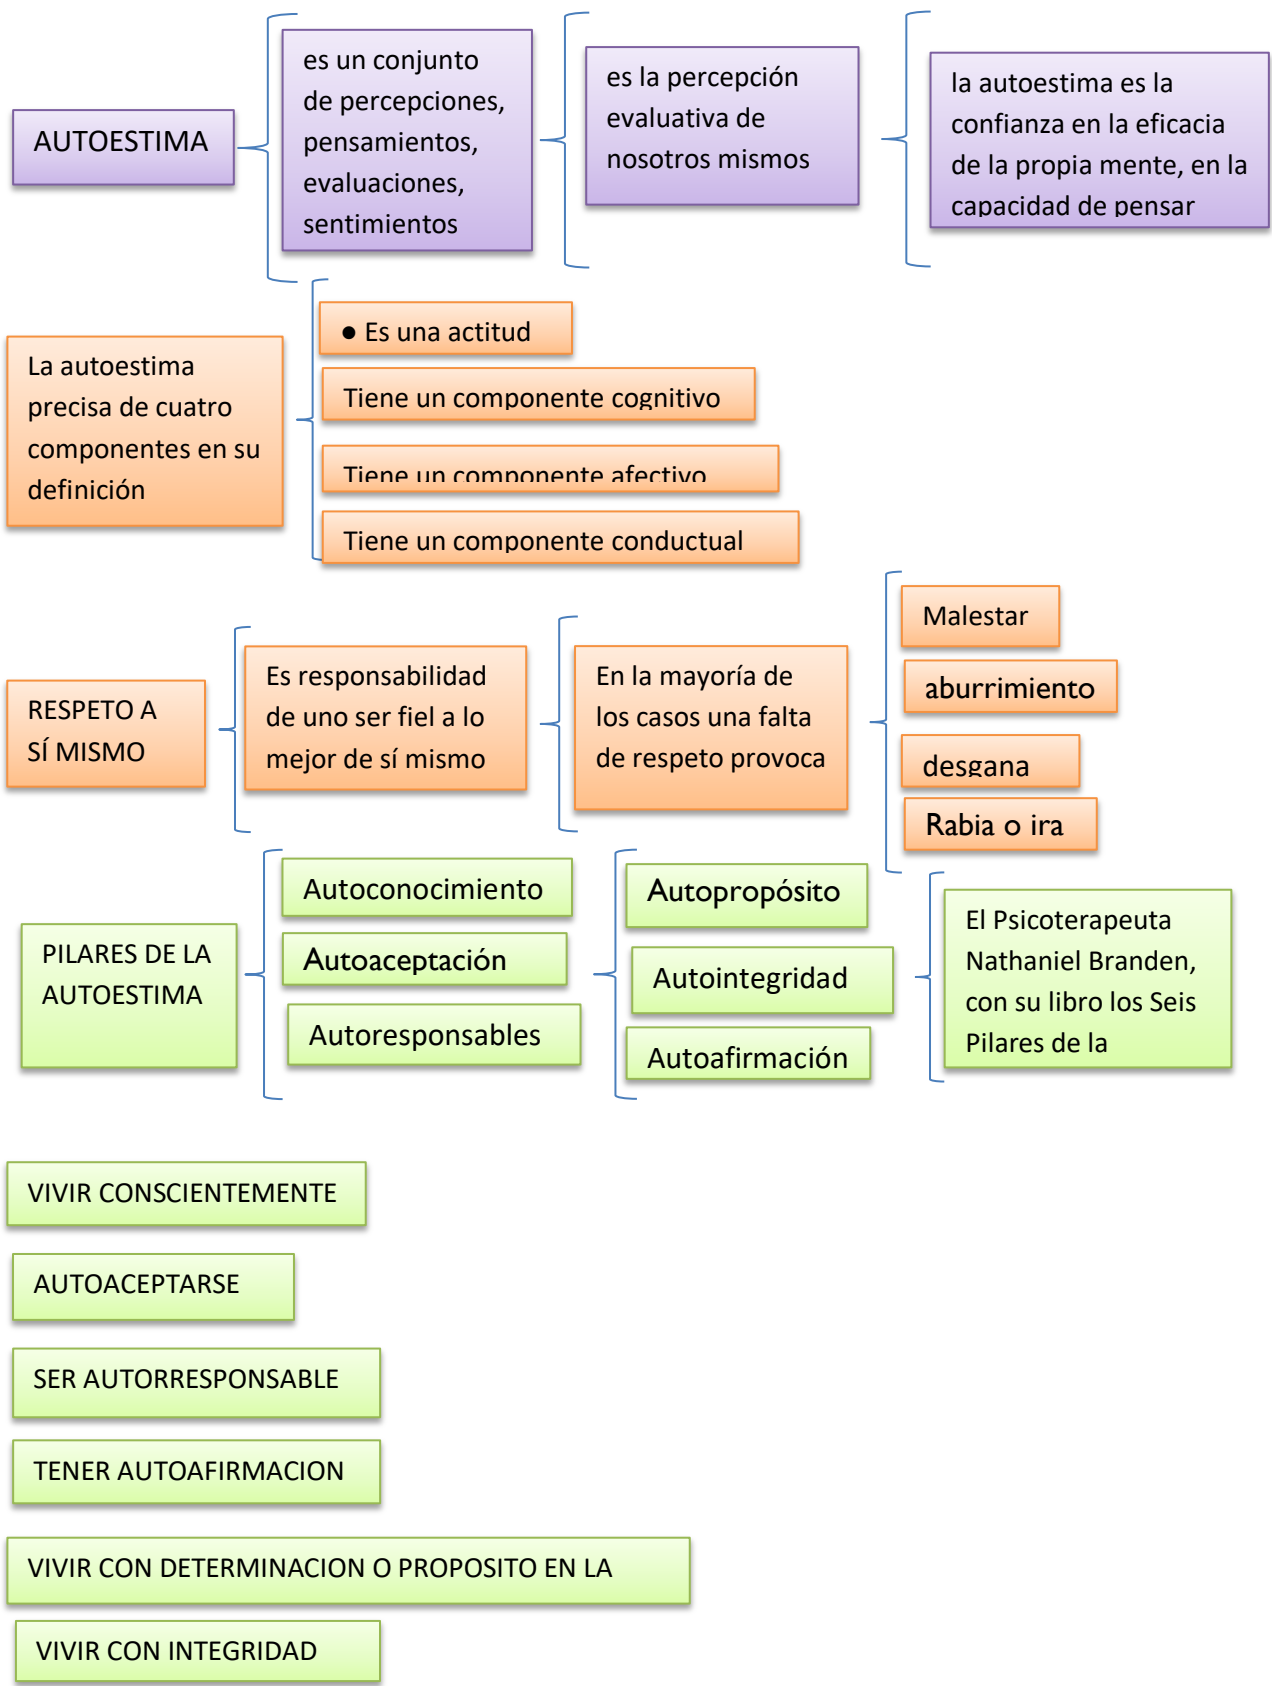 AUTOESTIMA
es un conjunto
de percepciones,
pensamientos,
evaluaciones,
sentimientos
es la percepción
evaluativa de
nosotros mismos
la autoestima es la
confianza en la eficacia
de la propia mente, en la
capacidad de pensar
La autoestima
precisa de cuatro
componentes en su
definición
● Es una actitud
Tiene un componente cognitivo
Tiene un componente afectivo
Tiene un componente conductual
RESPETO A
SÍ MISMO
Es responsabilidad
de uno ser fiel a lo
mejor de sí mismo
En la mayoría de
los casos una falta
de respeto provoca
Malestar
aburrimiento
desgana
Rabia o ira
PILARES DE LA
AUTOESTIMA
Autoconocimiento
Autoaceptación
Autoresponsables
Autopropósito
Autointegridad
Autoafirmación
El Psicoterapeuta
Nathaniel Branden,
con su libro los Seis
Pilares de la
VIVIR CONSCIENTEMENTE
AUTOACEPTARSE
SER AUTORRESPONSABLE
TENER AUTOAFIRMACION
VIVIR CON DETERMINACION O PROPOSITO EN LA
VIVIR CON INTEGRIDAD